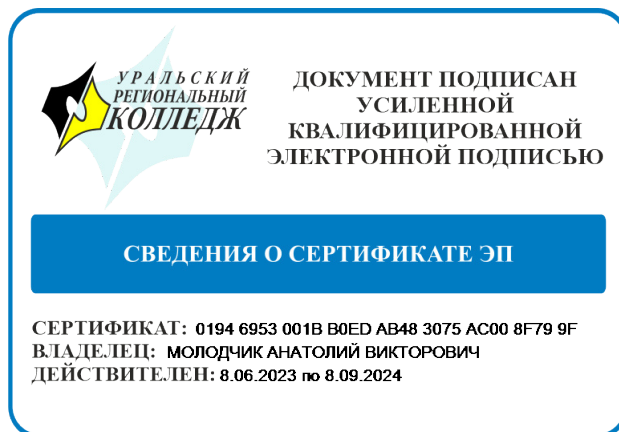 УРАЛЬСКИЙ
РЕГИОНАЛЬНЫЙ
КОЛЛЕДЖ
ДОКУМЕНТ ПОДПИСАН
УСИЛЕННОЙ
КВАЛИФИЦИРОВАННОЙ
ЭЛЕКТРОННОЙ ПОДПИСЬЮ
СВЕДЕНИЯ О СЕРТИФИКАТЕ ЭП
СЕРТИФИКАТ: 0194 6953 001B B0ED AB48 3075 AC00 8F79 9F
ВЛАДЕЛЕЦ: МОЛОДЧИК АНАТОЛИЙ ВИКТОРОВИЧ
ДЕЙСТВИТЕЛЕН: 8.06.2023 по 8.09.2024